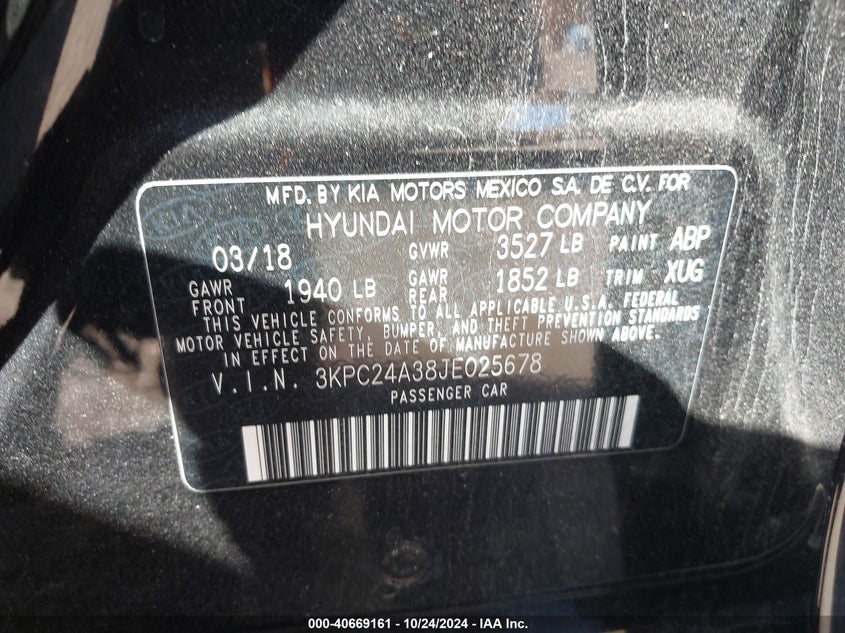 MFD. BY KIA MOTORS MEXICO S.A. DE C.V. FOR
HYUNDAI MOTOR COMPANY
03/18 GVWR 3527 LB PAINT ABP
GAWR FRONT 1940 LB GAWR REAR 1852 LB TRIM XUG
THIS VEHICLE CONFORMS TO ALL APPLICABLE U.S.A. FEDERAL
MOTOR VEHICLE SAFETY, BUMPER, AND THEFT PREVENTION STANDARDS
IN EFFECT ON THE DATE OF MANUFACTURE SHOWN ABOVE.
V.I.N. 3KPC24A38JE025678
PASSENGER CAR
000-40669161 - 10/24/2024 - IAA Inc.